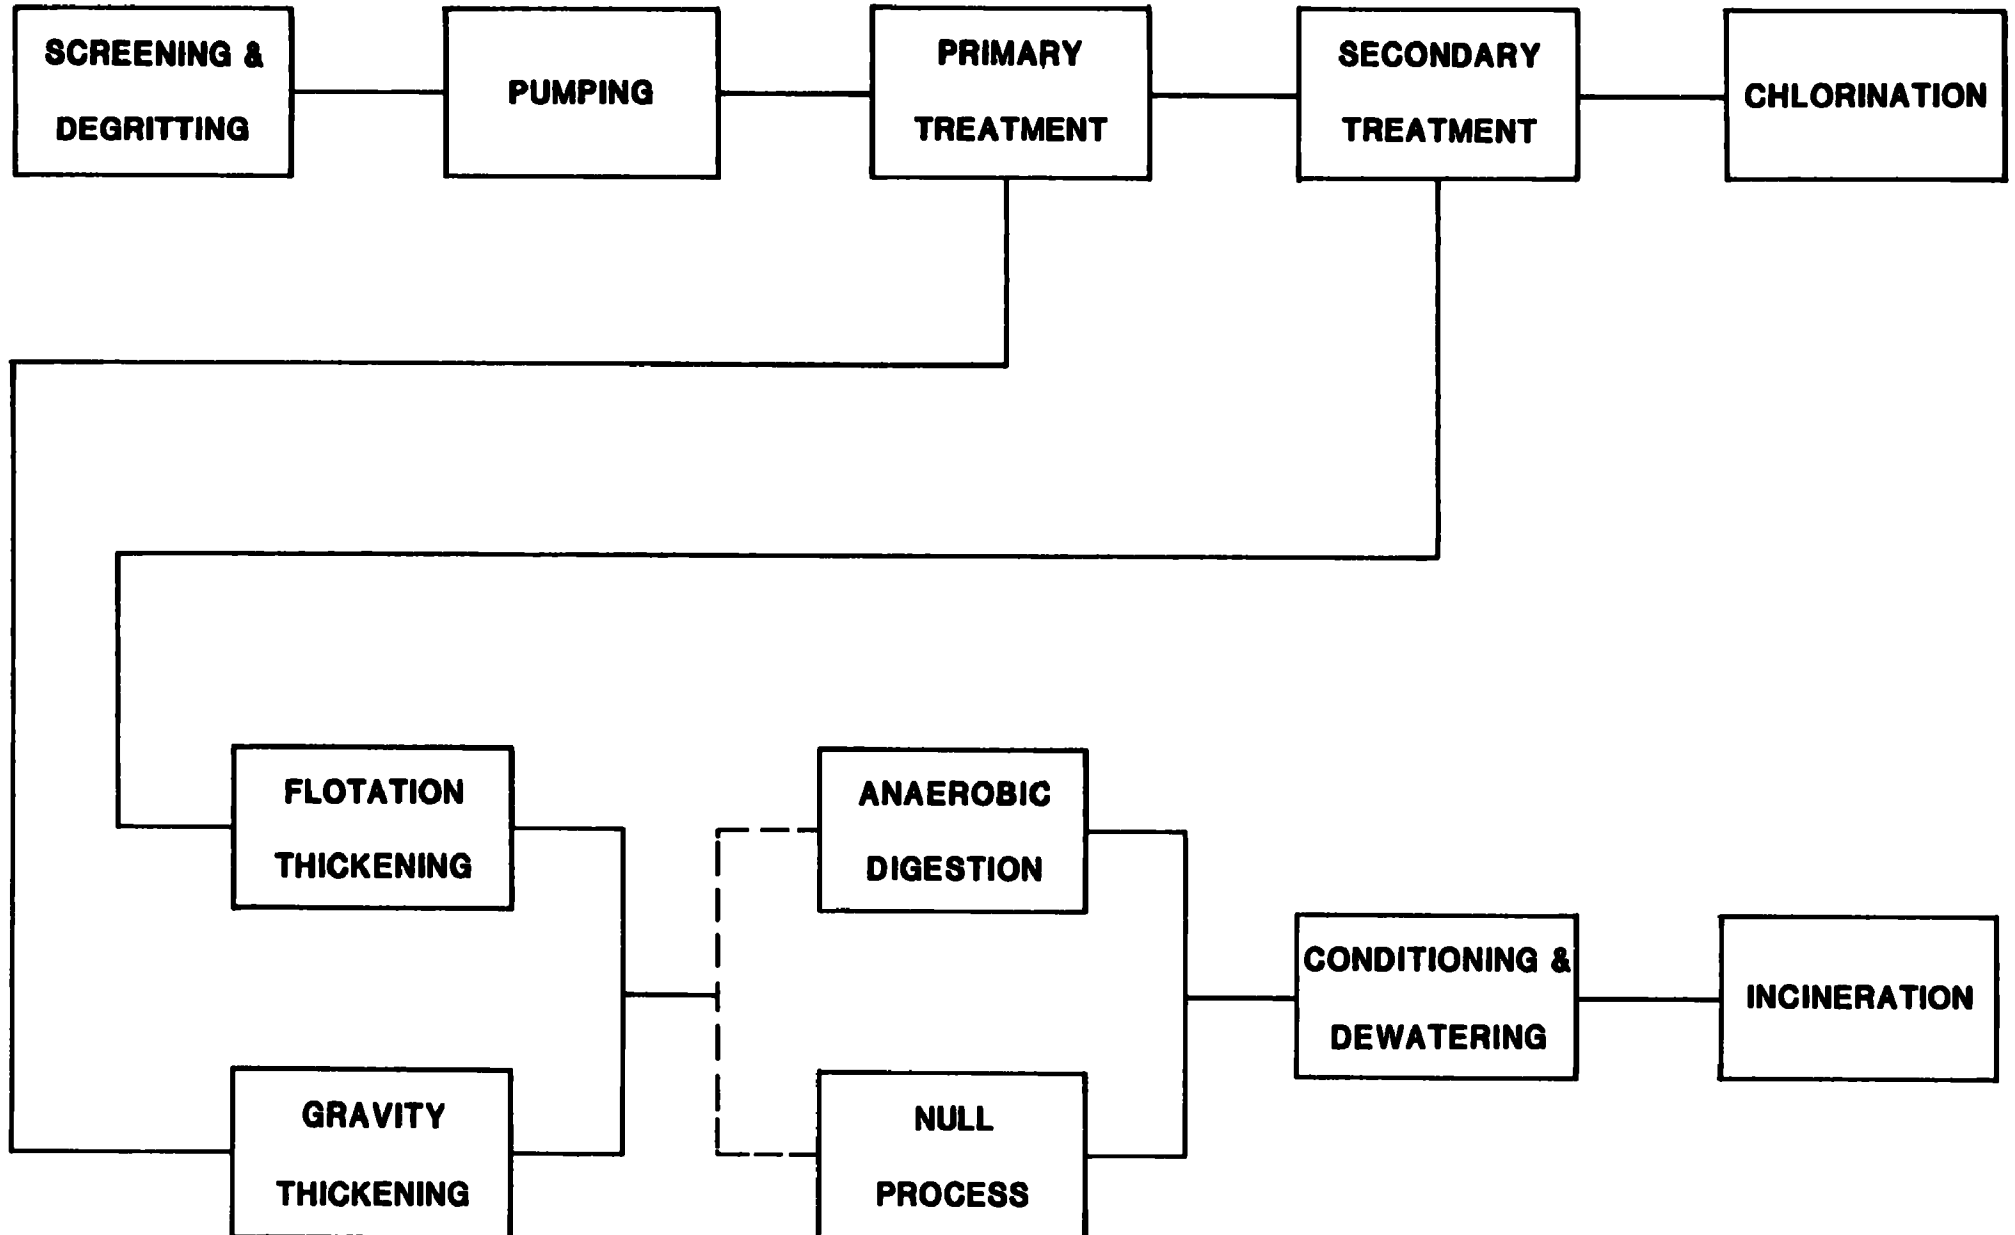 SCREENING &
DEGRITTING
PUMPING
PRIMARY
TREATMENT
SECONDARY
TREATMENT
CHLORINATION
FLOTATION
THICKENING
ANAEROBIC
DIGESTION
CONDITIONING &
DEWATERING
INCINERATION
GRAVITY
THICKENING
NULL
PROCESS